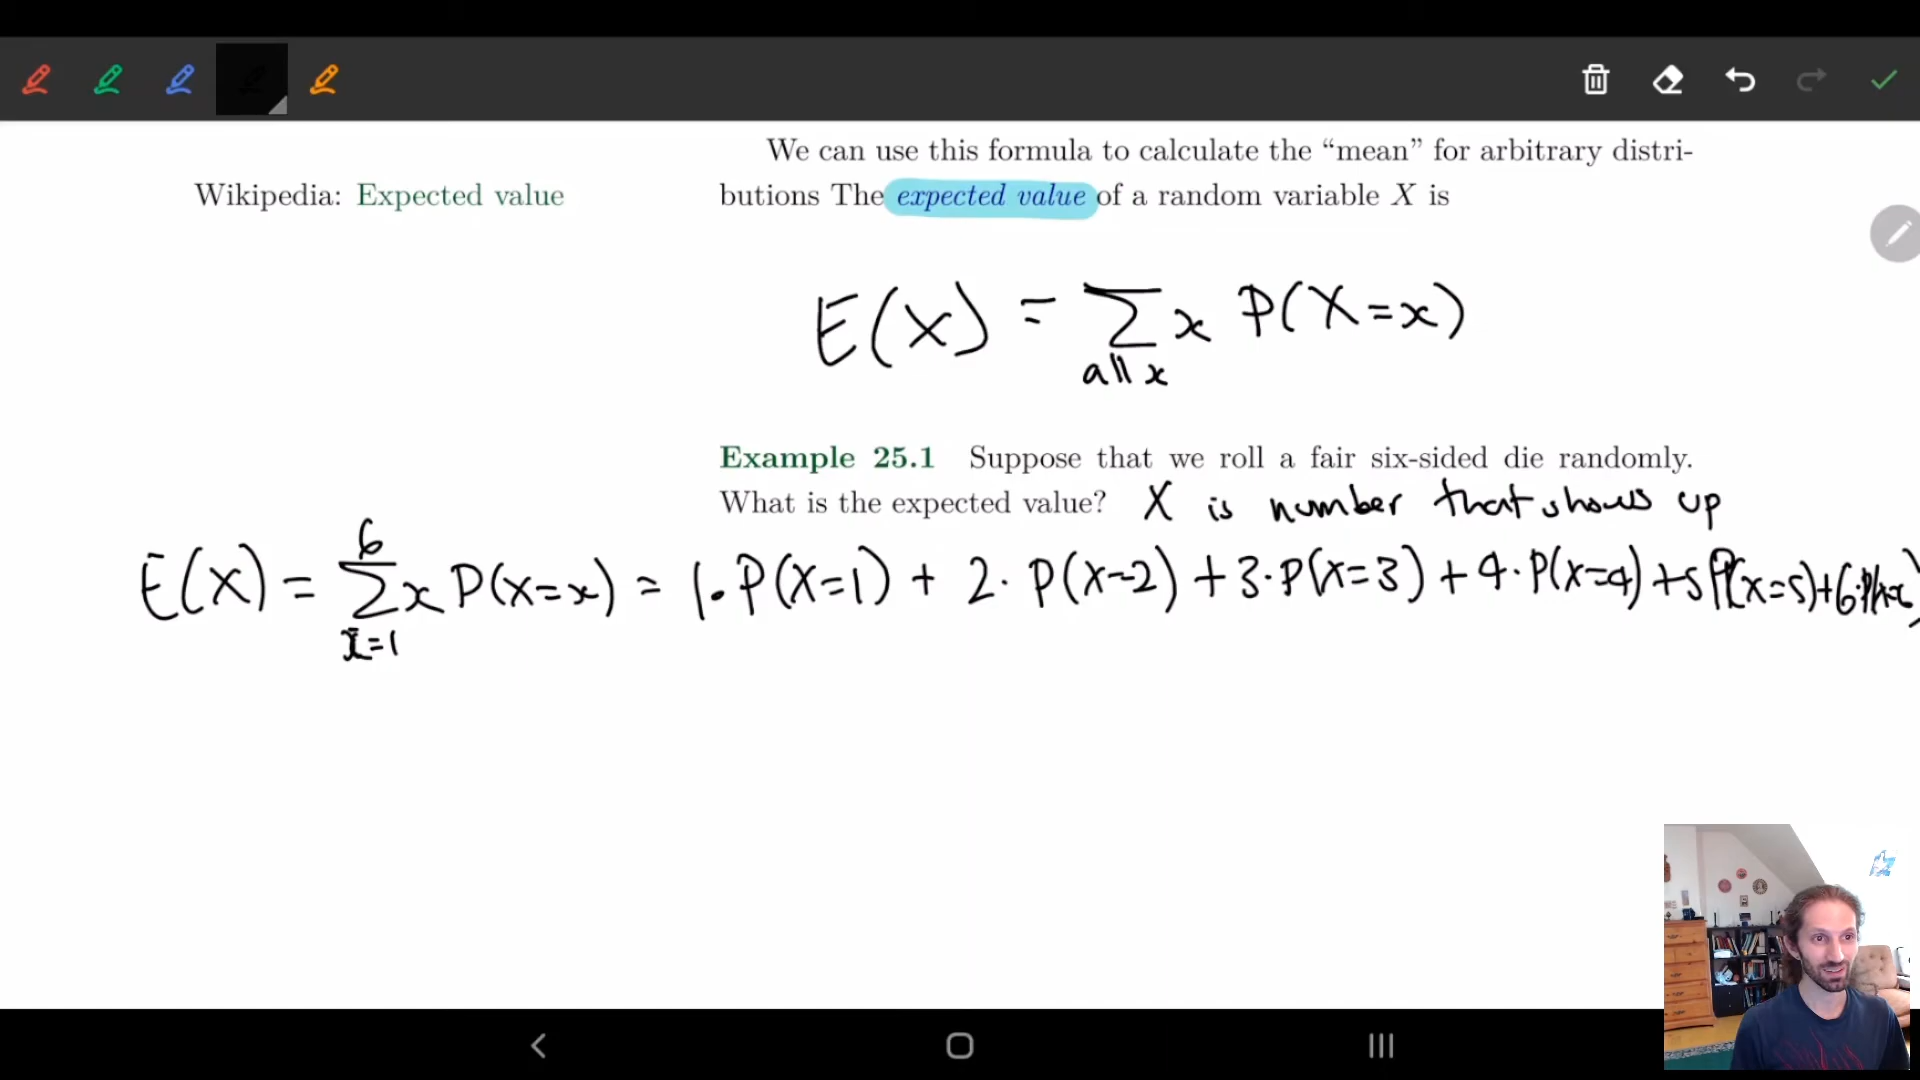 We can use this formula to calculate the “mean” for arbitrary distri-
Wikipedia: Expected value
butions The expected value of a random variable X is
E(X) = ∑ x P(X=x)
all x
Example 25.1 Suppose that we roll a fair six-sided die randomly.
What is the expected value? X is number that shows up
6
E(X) = ∑ x P(X=x) = 1·P(X=1) + 2·P(X=2) + 3·P(X=3) + 4·P(X=4) + 5P(X=5) + 6·P(X=6)
x=1